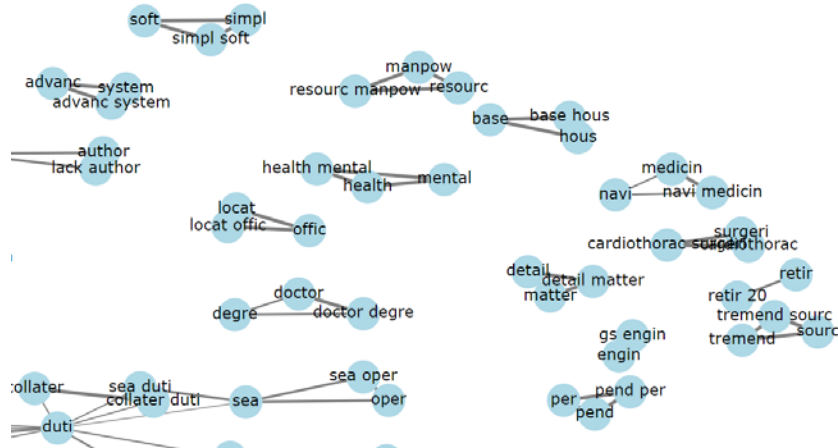 soft
simpl
simpl soft
advanc
system
advanc system
manpow
resourc manpow
resourc
base
base hous
hous
author
lack author
health mental
health
mental
medicin
navi
navi medicin
locat
locat offic
offic
surgeri
cardiothorac surgeri
cardiothorac
detail
detail matter
matter
retir
retir 20
doctor
degre
doctor degre
tremend sourc
tremend
sourc
gs engin
engin
sea oper
collater
sea duti
collater duti
sea
oper
per
pend per
pend
duti